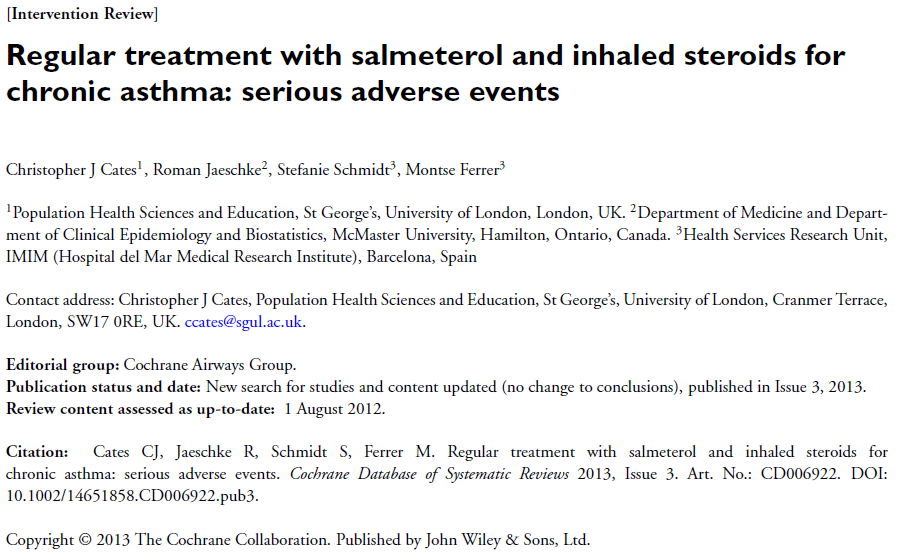 [Intervention Review]
Regular treatment with salmeterol and inhaled steroids for
chronic asthma: serious adverse events
Christopher J Cates1, Roman Jaeschke2, Stefanie Schmidt3, Montse Ferrer3
1Population Health Sciences and Education, St George's, University of London, London, UK. 2Department of Medicine and Depart-
ment of Clinical Epidemiology and Biostatistics, McMaster University, Hamilton, Ontario, Canada. 3Health Services Research Unit,
IMIM (Hospital del Mar Medical Research Institute), Barcelona, Spain
Contact address: Christopher J Cates, Population Health Sciences and Education, St George's, University of London, Cranmer Terrace,
London, SW17 0RE, UK. ccates@sgul.ac.uk.
Editorial group: Cochrane Airways Group.
Publication status and date: New search for studies and content updated (no change to conclusions), published in Issue 3, 2013.
Review content assessed as up-to-date: 1 August 2012.
Citation: Cates CJ, Jaeschke R, Schmidt S, Ferrer M. Regular treatment with salmeterol and inhaled steroids for
chronic asthma: serious adverse events. Cochrane Database of Systematic Reviews 2013, Issue 3. Art. No.: CD006922. DOI:
10.1002/14651858.CD006922.pub3.
Copyright © 2013 The Cochrane Collaboration. Published by John Wiley & Sons, Ltd.